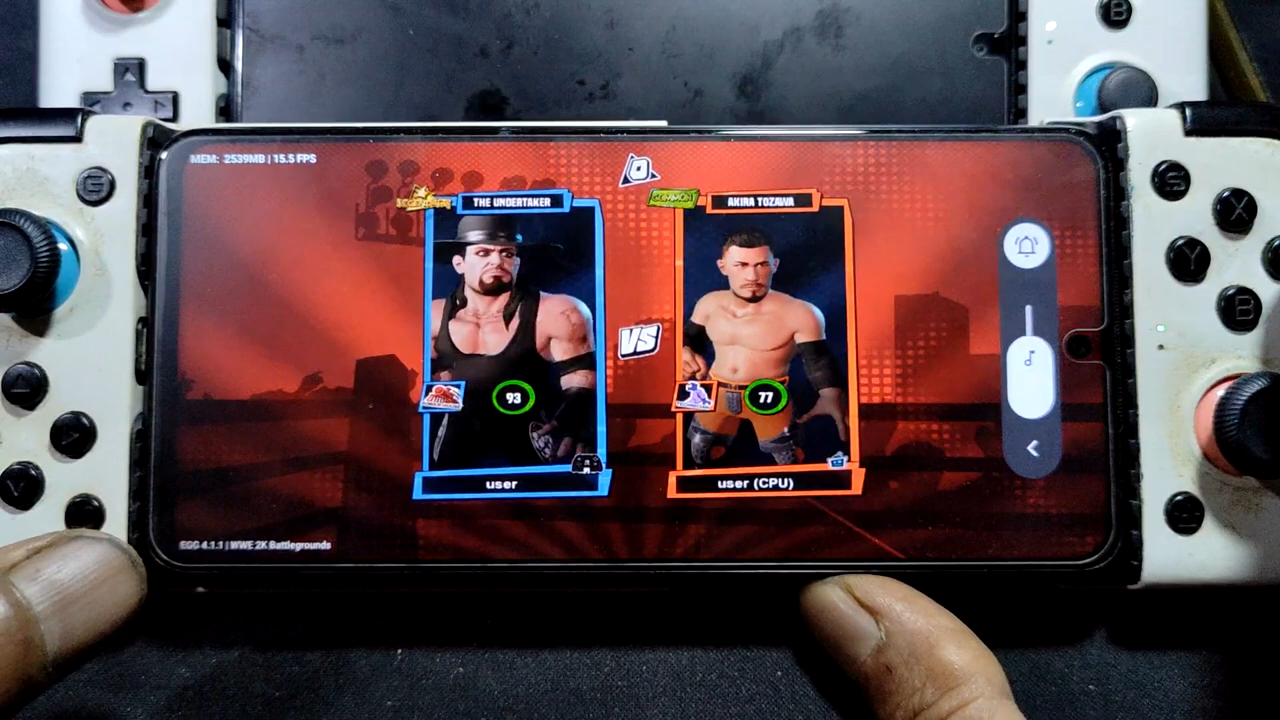 B
MEM: 2539MB | 15.5 FPS
THE UNDERTAKER
COMMON
AKIRA TOZAWA
G
S
X
Y
B
VS
93
77
user
user (CPU)
EGG 4.1.1 | WWE 2K Battlegrounds